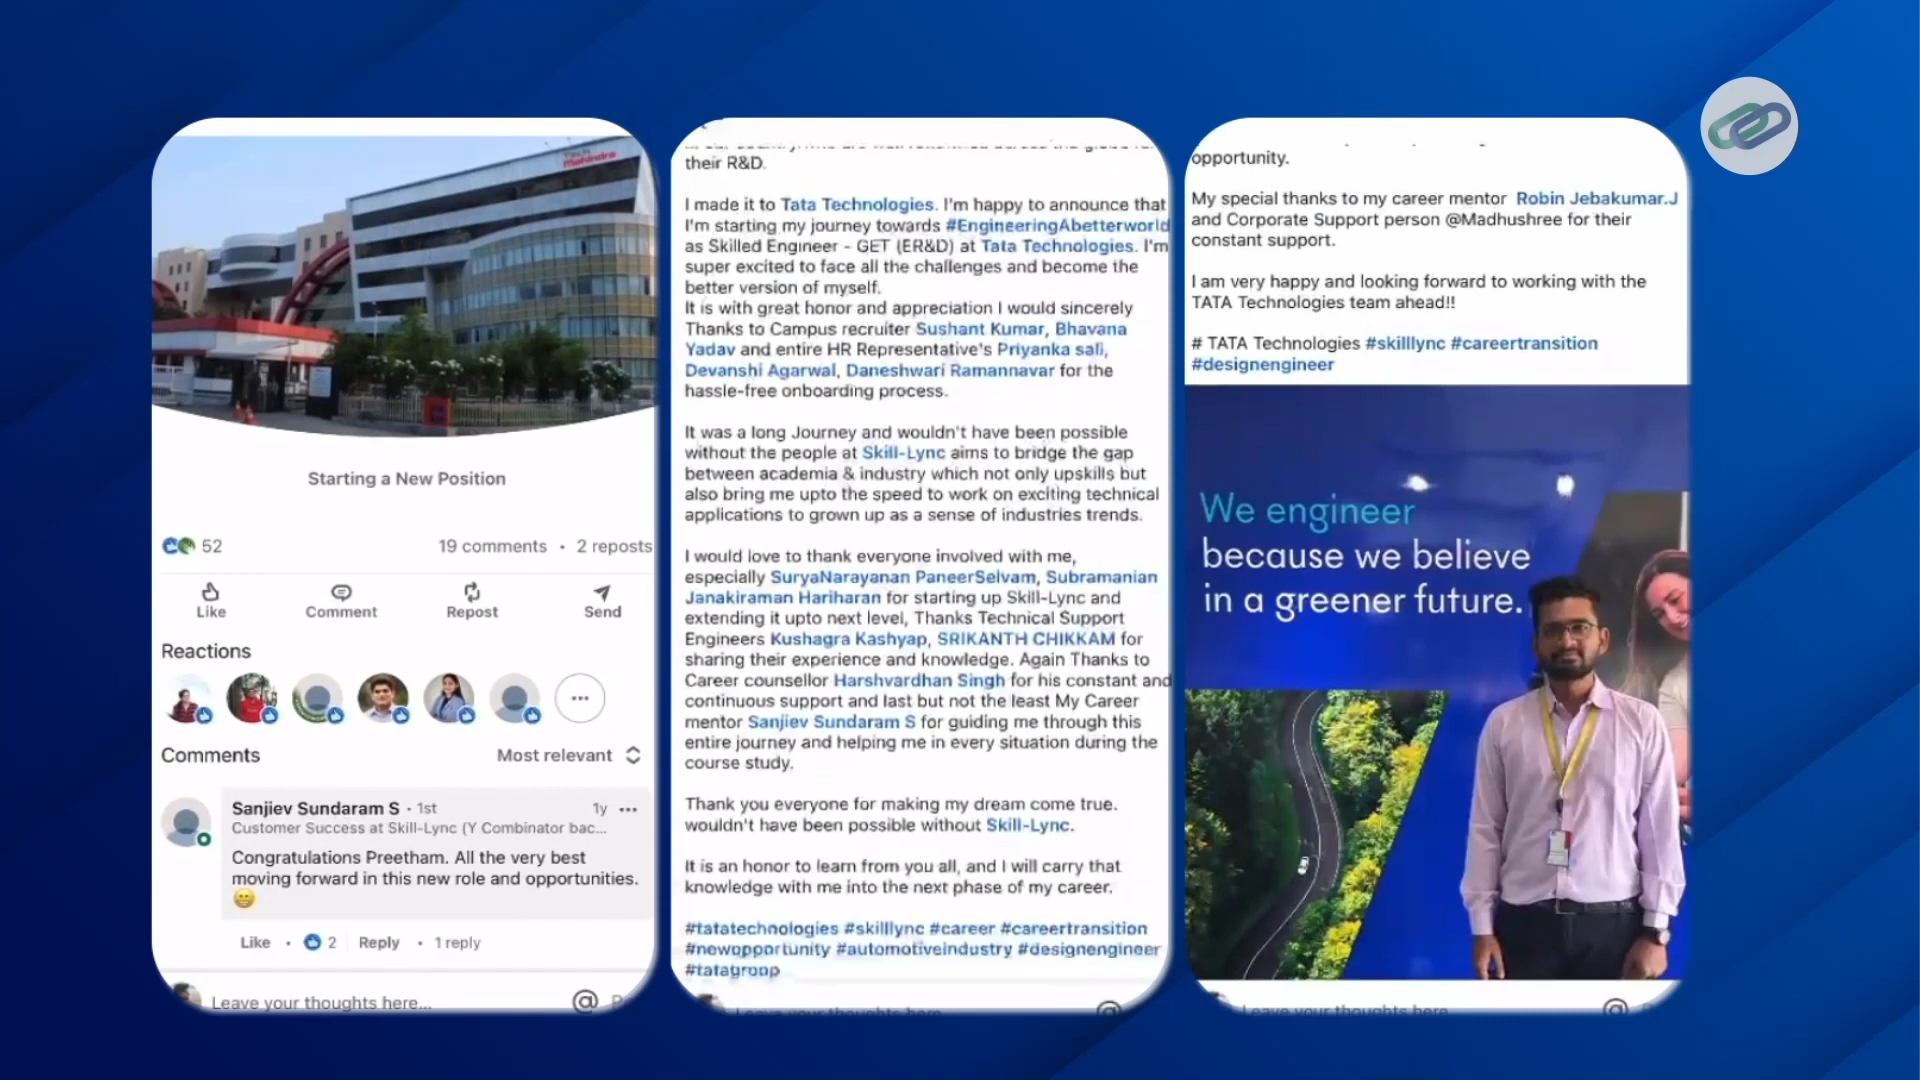 Tech
Mahindra
Starting a New Position
52
19 comments • 2 reposts
Like
Comment
Repost
Send
Reactions
Comments
Most relevant
Sanjiev Sundaram S · 1st
1y
Customer Success at Skill-Lync (Y Combinator bac...
Congratulations Preetham. All the very best
moving forward in this new role and opportunities.
😀
Like • 2 Reply • 1 reply
Leave your thoughts here...
@
their R&D.
I made it to Tata Technologies. I'm happy to announce that
I'm starting my journey towards #EngineeringAbetterworld
as Skilled Engineer - GET (ER&D) at Tata Technologies. I'm
super excited to face all the challenges and become the
better version of myself.
It is with great honor and appreciation I would sincerely
Thanks to Campus recruiter Sushant Kumar, Bhavana
Yadav and entire HR Representative's Priyanka sali,
Devanshi Agarwal, Daneshwari Ramannavar for the
hassle-free onboarding process.
It was a long Journey and wouldn't have been possible
without the people at Skill-Lync aims to bridge the gap
between academia & industry which not only upskills but
also bring me upto the speed to work on exciting technical
applications to grown up as a sense of industries trends.
I would love to thank everyone involved with me,
especially SuryaNarayanan PaneerSelvam, Subramanian
Janakiraman Hariharan for starting up Skill-Lync and
extending it upto next level, Thanks Technical Support
Engineers Kushagra Kashyap, SRIKANTH CHIKKAM for
sharing their experience and knowledge. Again Thanks to
Career counsellor Harshvardhan Singh for his constant and
continuous support and last but not the least My Career
mentor Sanjiev Sundaram S for guiding me through this
entire journey and helping me in every situation during the
course study.
Thank you everyone for making my dream come true.
wouldn't have been possible without Skill-Lync.
It is an honor to learn from you all, and I will carry that
knowledge with me into the next phase of my career.
#tatatechnologies #skilllync #career #careertransition
#newopportunity #automotiveindustry #designengineer
#tatagroop
Leave your thoughts here
@
opportunity.
My special thanks to my career mentor Robin Jebakumar.J
and Corporate Support person @Madhushree for their
constant support.
I am very happy and looking forward to working with the
TATA Technologies team ahead!!
# TATA Technologies #skilllync #careertransition
#designengineer
We engineer
because we believe
in a greener future.
Leave your thoughts here
@